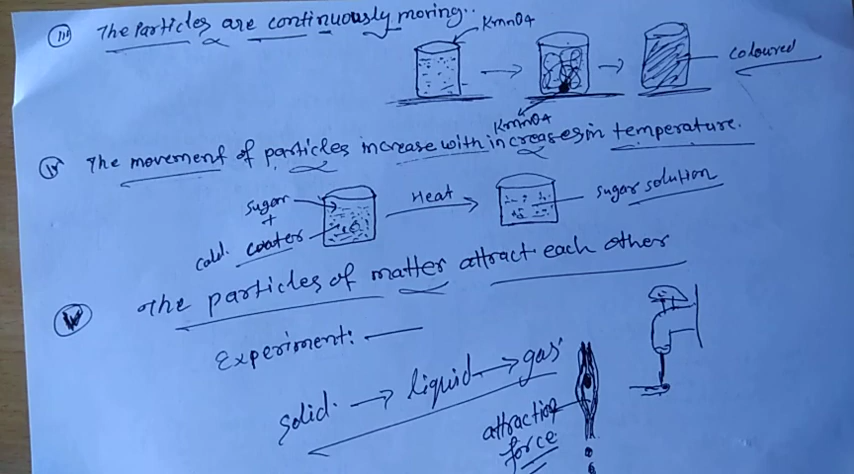 (iii) The Particles are continuously moving..
KmnO4
coloured
KmnO4
(iv) The movement of particles increase with increases in temperature.
sugar
+
cold. water
Heat
sugar solution
(v) The particles of matter attract each other
Experiment: —
solid. → liquid → gas
attraction
force